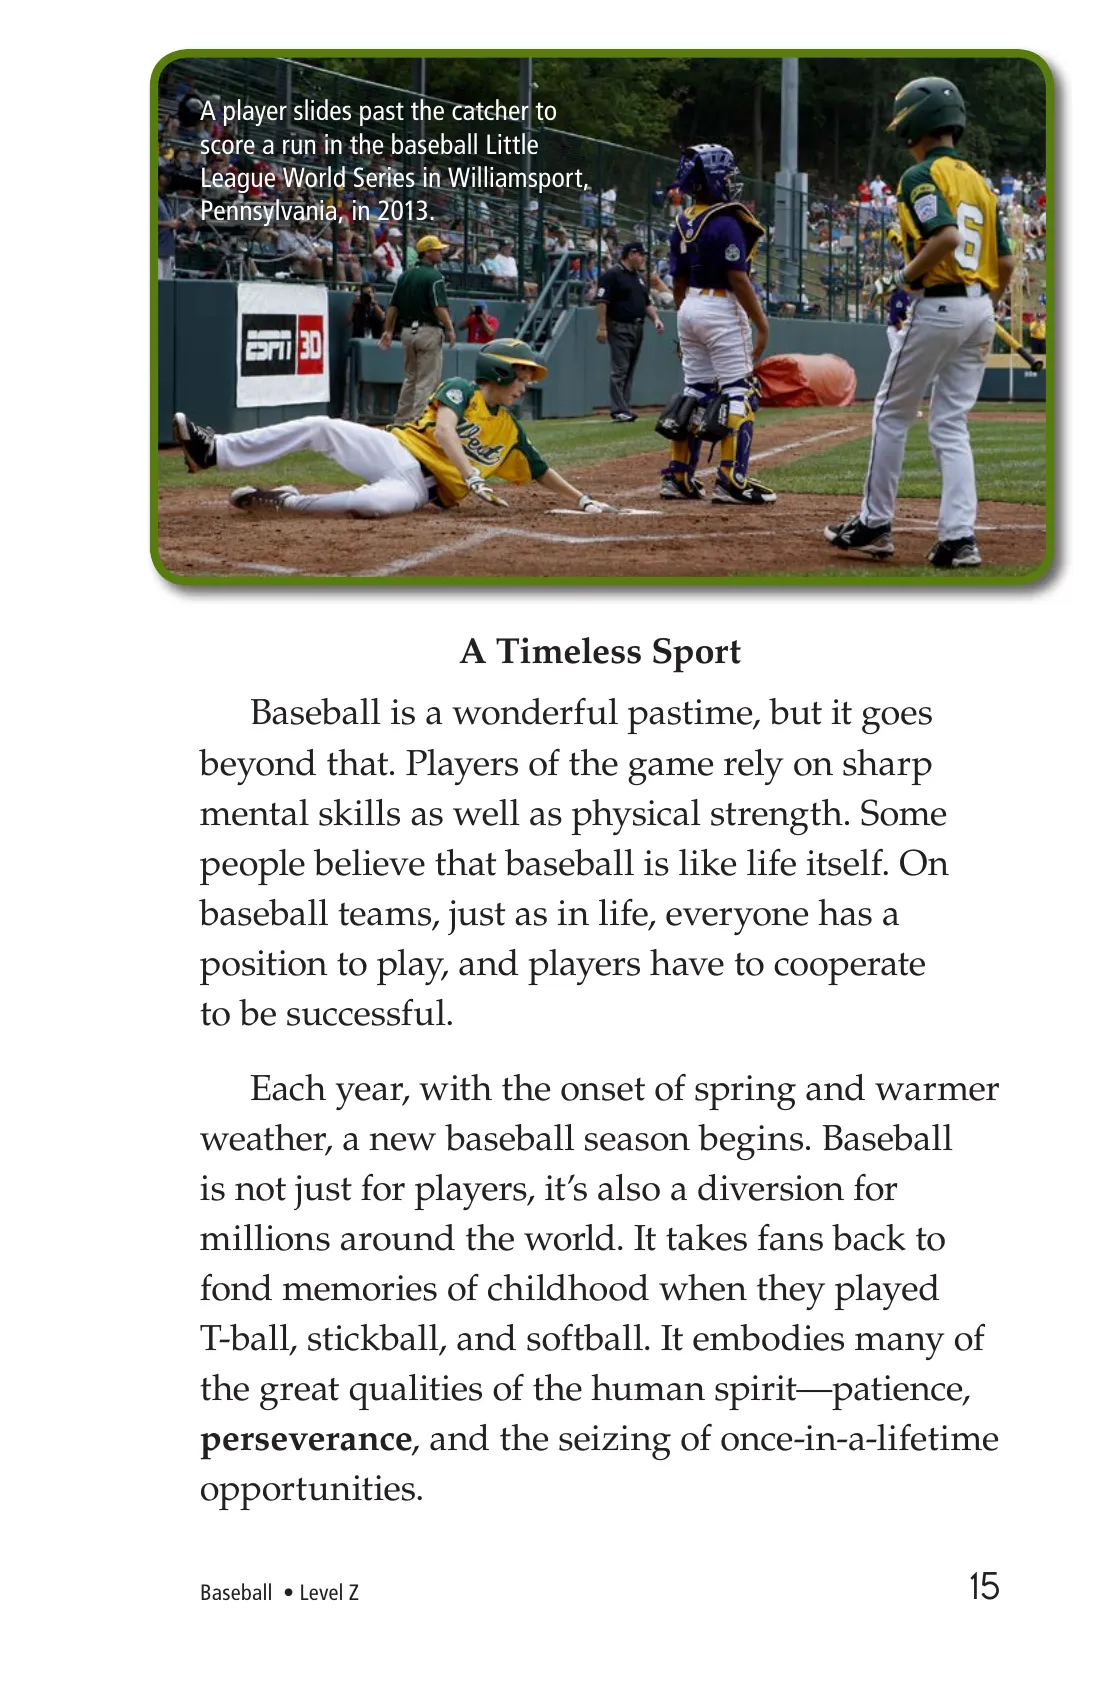 A player slides past the catcher to
score a run in the baseball Little
League World Series in Williamsport,
Pennsylvania, in 2013.
ESPN 3D
West
6
A Timeless Sport
Baseball is a wonderful pastime, but it goes
beyond that. Players of the game rely on sharp
mental skills as well as physical strength. Some
people believe that baseball is like life itself. On
baseball teams, just as in life, everyone has a
position to play, and players have to cooperate
to be successful.
Each year, with the onset of spring and warmer
weather, a new baseball season begins. Baseball
is not just for players, it’s also a diversion for
millions around the world. It takes fans back to
fond memories of childhood when they played
T-ball, stickball, and softball. It embodies many of
the great qualities of the human spirit—patience,
perseverance, and the seizing of once-in-a-lifetime
opportunities.
Baseball • Level Z
15